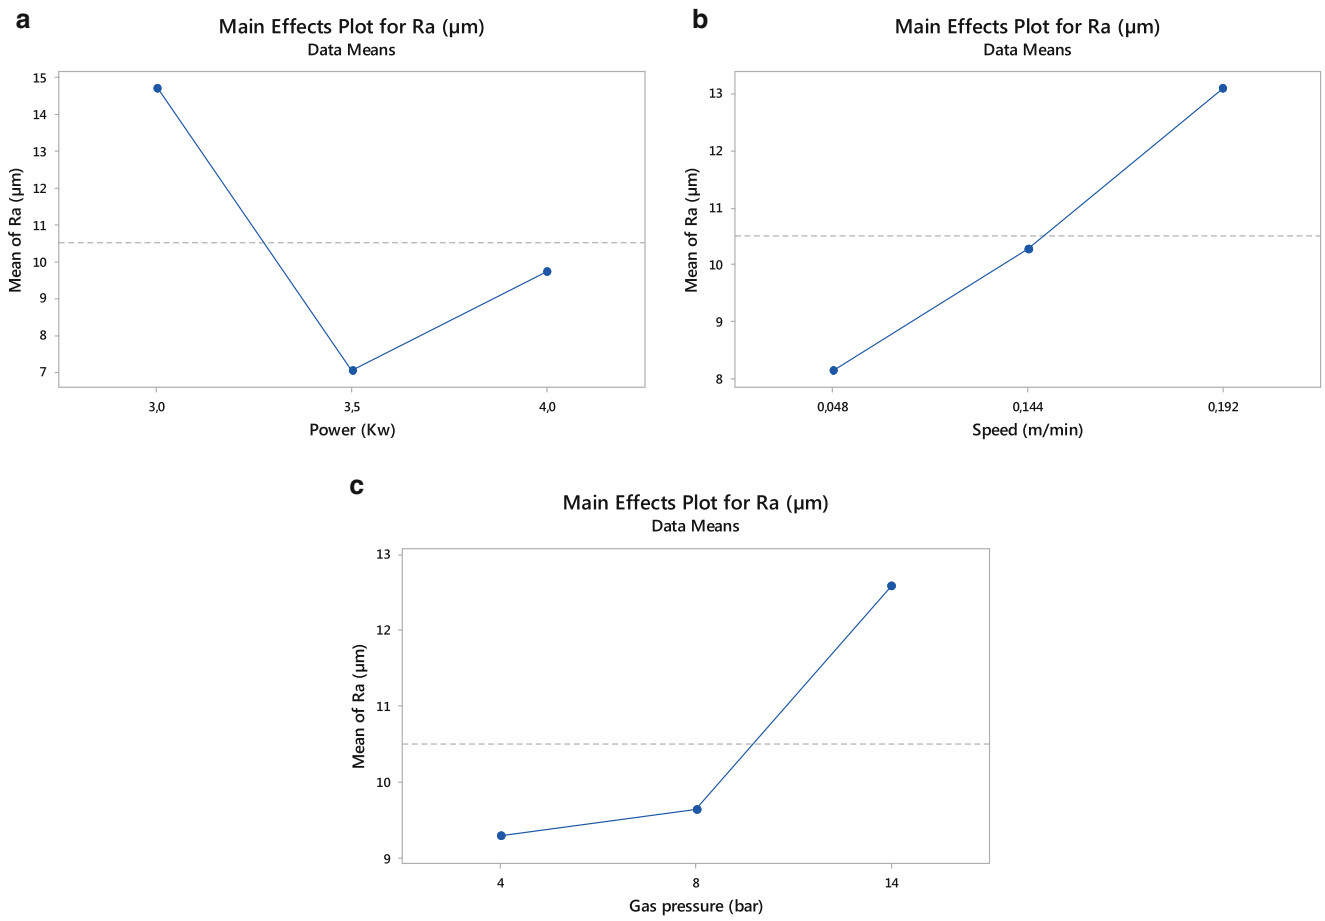 a
Main Effects Plot for Ra (µm)
Data Means
Mean of Ra (µm)
15
14
13
12
11
10
9
8
7
3,0
3,5
4,0
Power (Kw)
b
Main Effects Plot for Ra (µm)
Data Means
Mean of Ra (µm)
13
12
11
10
9
8
0,048
0,144
0,192
Speed (m/min)
c
Main Effects Plot for Ra (µm)
Data Means
Mean of Ra (µm)
13
12
11
10
9
4
8
14
Gas pressure (bar)